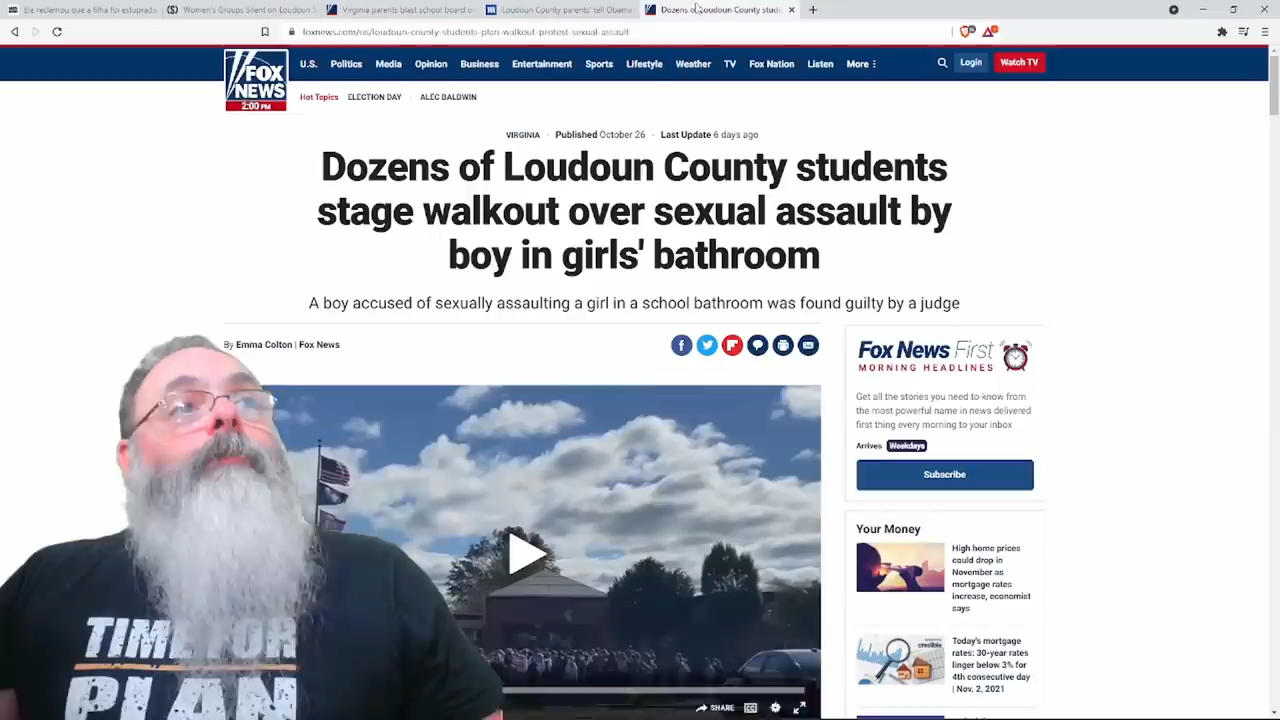 Ele reclamou que a filha foi estuprada
Women's Groups Silent on Loudoun S
Virginia parents blast school board o
Loudoun County parents' tell Obama
Dozens of Loudoun County stude
foxnews.com/us/loudoun-county-students-plan-walkout-protest-sexual-assault
FOX
NEWS
2:00 PM
U.S. Politics Media Opinion Business Entertainment Sports Lifestyle Weather TV Fox Nation Listen More
Login
Watch TV
Hot Topics ELECTION DAY ALEC BALDWIN
VIRGINIA · Published October 26 · Last Update 6 days ago
Dozens of Loudoun County students
stage walkout over sexual assault by
boy in girls' bathroom
A boy accused of sexually assaulting a girl in a school bathroom was found guilty by a judge
By Emma Colton | Fox News
Fox News First
MORNING HEADLINES
Get all the stories you need-to-know from
the most powerful name in news delivered
first thing every morning to your inbox
Arrives Weekdays
Subscribe
Your Money
High home prices
could drop in
November as
mortgage rates
increase, economist
says
credible
Today's mortgage
rates: 30-year rates
linger below 3% for
4th consecutive day
| Nov. 2, 2021
SHARE
PLAN